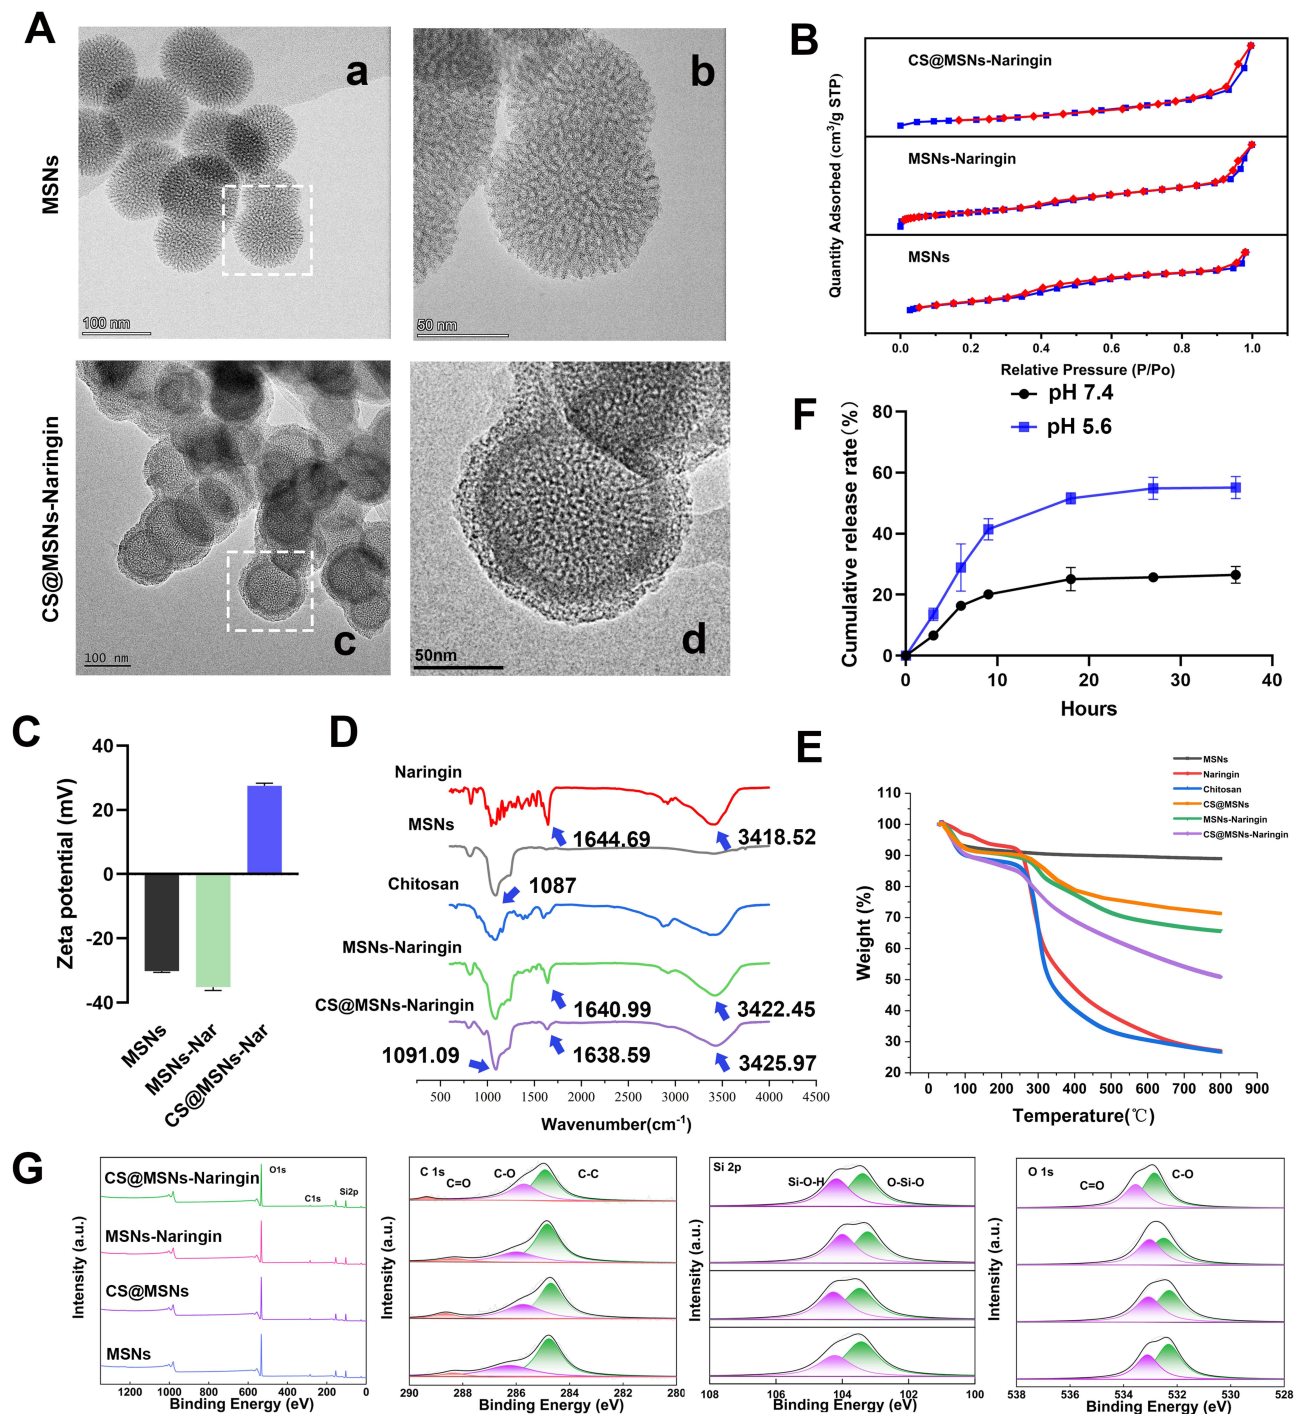 A
a
b
MSNs
100 nm
50 nm
CS@MSNs-Naringin
c
d
100 nm
50nm
B
CS@MSNs-Naringin
MSNs-Naringin
MSNs
Quantity Adsorbed (cm³/g STP)
0.0 0.2 0.4 0.6 0.8 1.0
Relative Pressure (P/Po)
F
pH 7.4
pH 5.6
Cumulative release rate (%)
80
60
40
20
0
0 10 20 30 40
Hours
C
Zeta potential (mV)
40
20
0
-20
-40
MSNs
MSNs-Nar
CS@MSNs-Nar
D
Naringin
1644.69 3418.52
MSNs
1087
Chitosan
MSNs-Naringin
1640.99 3422.45
CS@MSNs-Naringin
1091.09 1638.59 3425.97
500 1000 1500 2000 2500 3000 3500 4000 4500
Wavenumber(cm⁻¹)
E
MSNs
Naringin
Chitosan
CS@MSNs
MSNs-Naringin
CS@MSNs-Naringin
Weight (%)
110
100
90
80
70
60
50
40
30
20
0 100 200 300 400 500 600 700 800 900
Temperature(℃)
G
Intensity (a.u.)
CS@MSNs-Naringin
O1s
C1s
Si2p
MSNs-Naringin
CS@MSNs
MSNs
1200 1000 800 600 400 200 0
Binding Energy (eV)
Intensity (a.u.)
C 1s
C=O
C-O
C-C
290 288 286 284 282 280
Binding Energy (eV)
Intensity (a.u.)
Si 2p
Si-O-H
O-Si-O
108 106 104 102 100
Binding Energy (eV)
Intensity (a.u.)
O 1s
C=O
C-O
538 536 534 532 530 528
Binding Energy (eV)